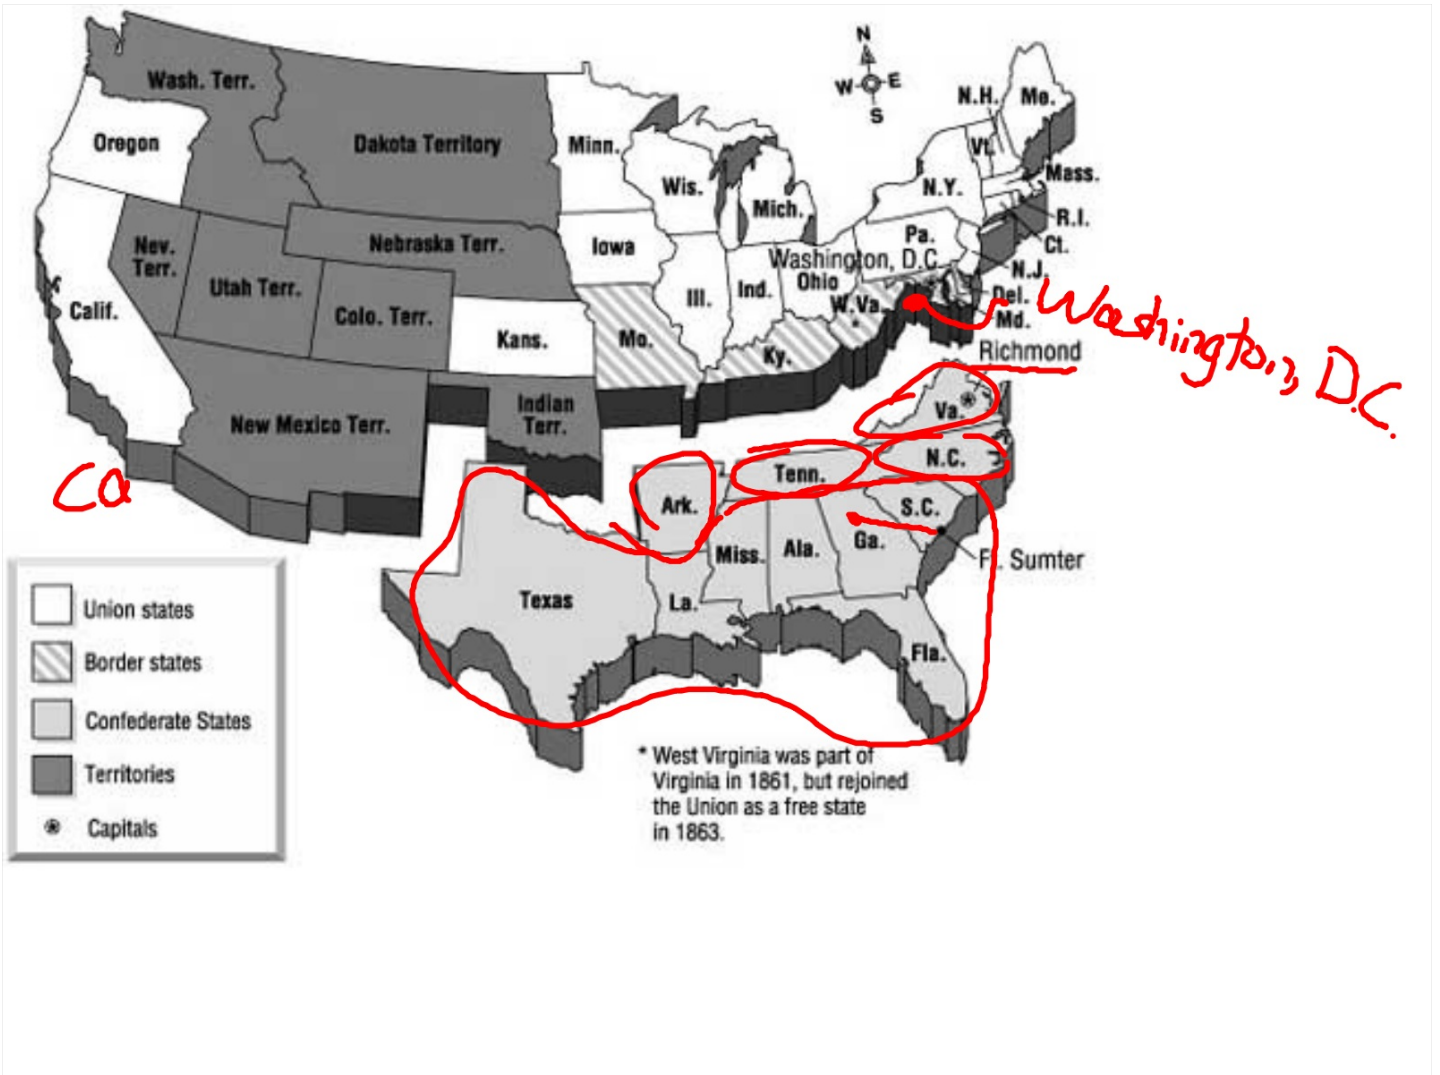 N
W E
S
Wash. Terr.
Oregon
Dakota Territory
Minn.
N.H.
Me.
Vt.
Mass.
Wis.
N.Y.
Mich.
R.I.
Nev.
Terr.
Nebraska Terr.
Iowa
Pa.
Ct.
Washington, D.C.
N.J.
Utah Terr.
Ill.
Ind.
Ohio
W.Va.
*
Del.
Washington, D.C.
Calif.
Colo. Terr.
Kans.
Mo.
Ky.
Md.
Richmond
New Mexico Terr.
Indian
Terr.
Va.
Ca
Tenn.
N.C.
Ark.
S.C.
Miss.
Ala.
Ga.
Ft. Sumter
Texas
La.
Fla.
Union states
Border states
Confederate States
Territories
Capitals
* West Virginia was part of
Virginia in 1861, but rejoined
the Union as a free state
in 1863.